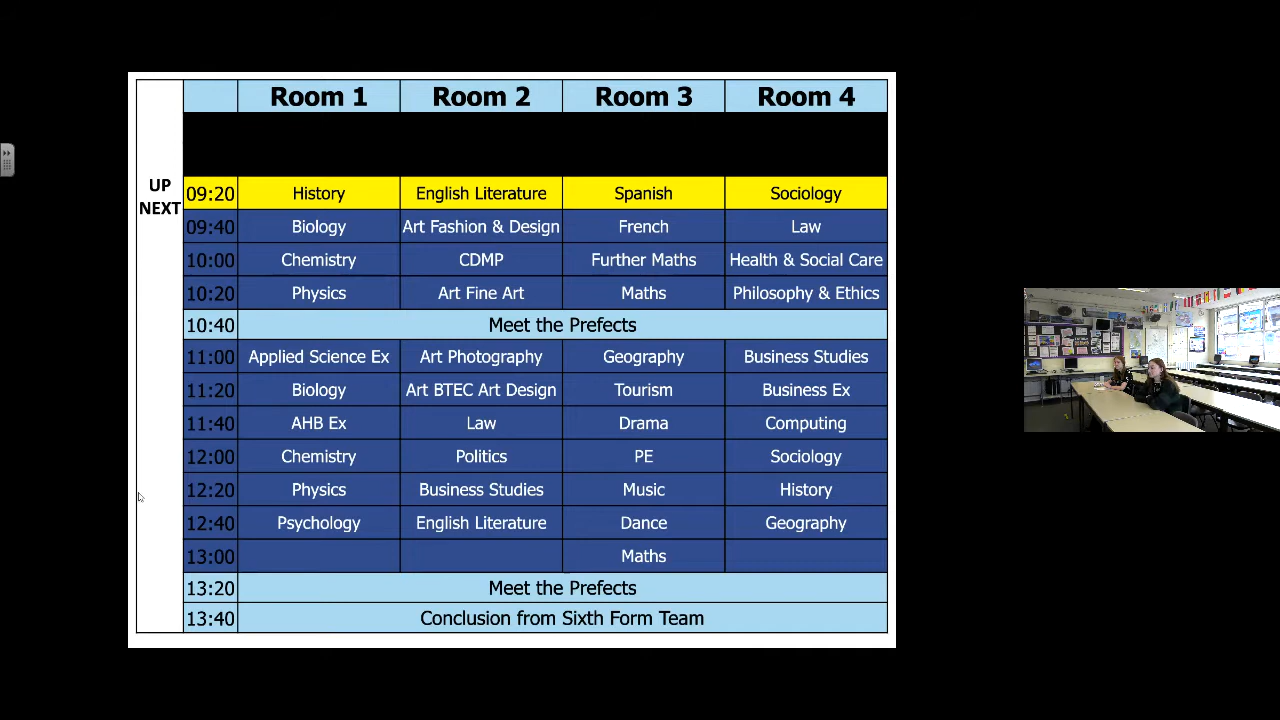 Room 1 Room 2 Room 3 Room 4
UP
NEXT
09:20 History English Literature Spanish Sociology
09:40 Biology Art Fashion & Design French Law
10:00 Chemistry CDMP Further Maths Health & Social Care
10:20 Physics Art Fine Art Maths Philosophy & Ethics
10:40 Meet the Prefects
11:00 Applied Science Ex Art Photography Geography Business Studies
11:20 Biology Art BTEC Art Design Tourism Business Ex
11:40 AHB Ex Law Drama Computing
12:00 Chemistry Politics PE Sociology
12:20 Physics Business Studies Music History
12:40 Psychology English Literature Dance Geography
13:00 Maths
13:20 Meet the Prefects
13:40 Conclusion from Sixth Form Team